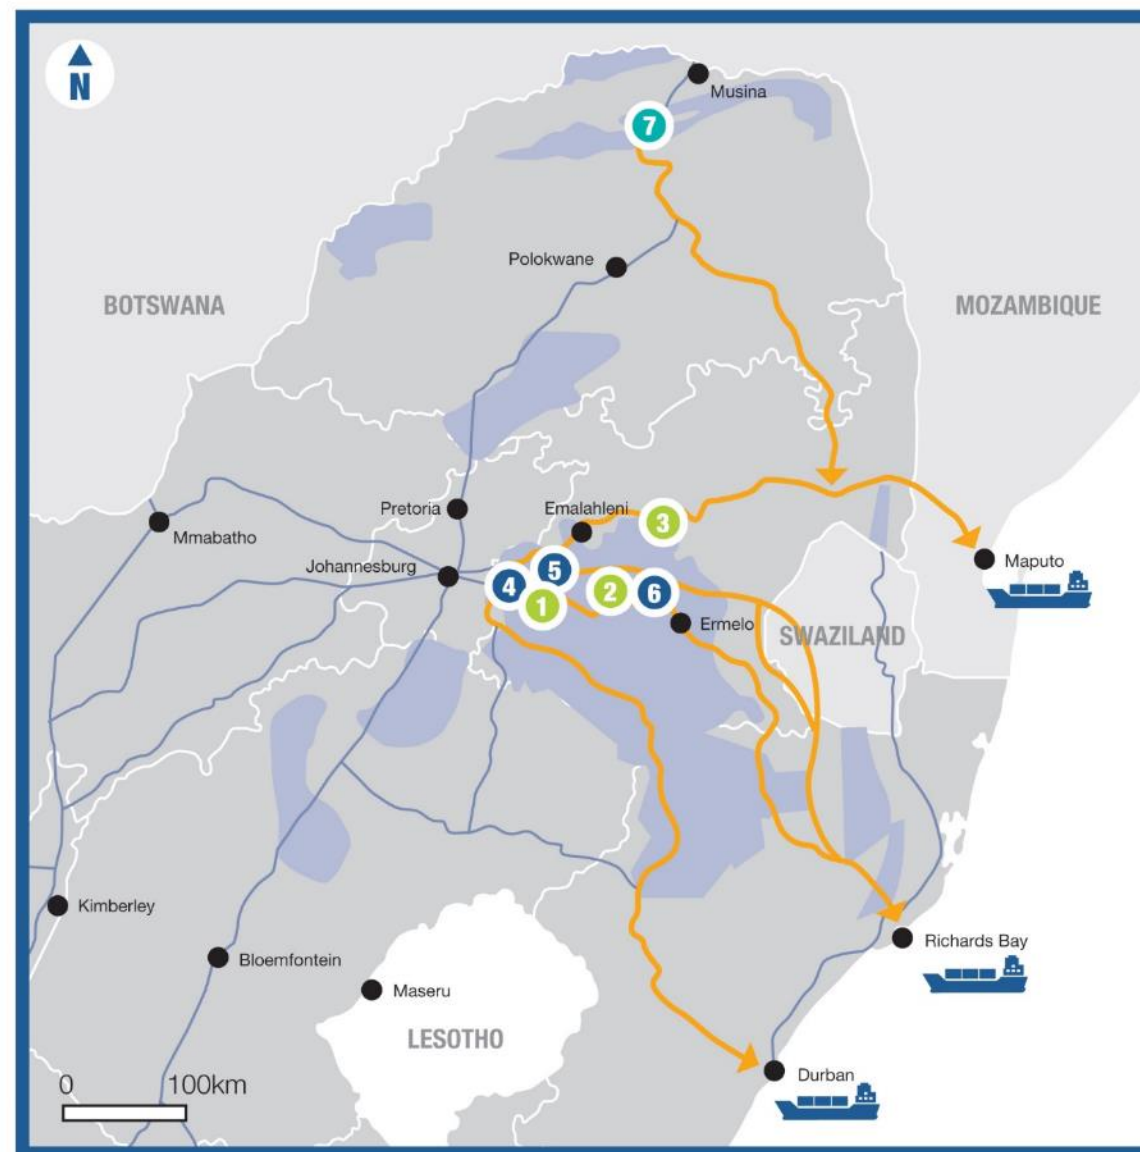 N
Musina
7
Polokwane
BOTSWANA
MOZAMBIQUE
Pretoria
Emalahleni
3
Mmabatho
Johannesburg
5
4
1
2
6
Maputo
Ermelo
SWAZILAND
Kimberley
Richards Bay
Bloemfontein
Maseru
LESOTHO
Durban
0 100km